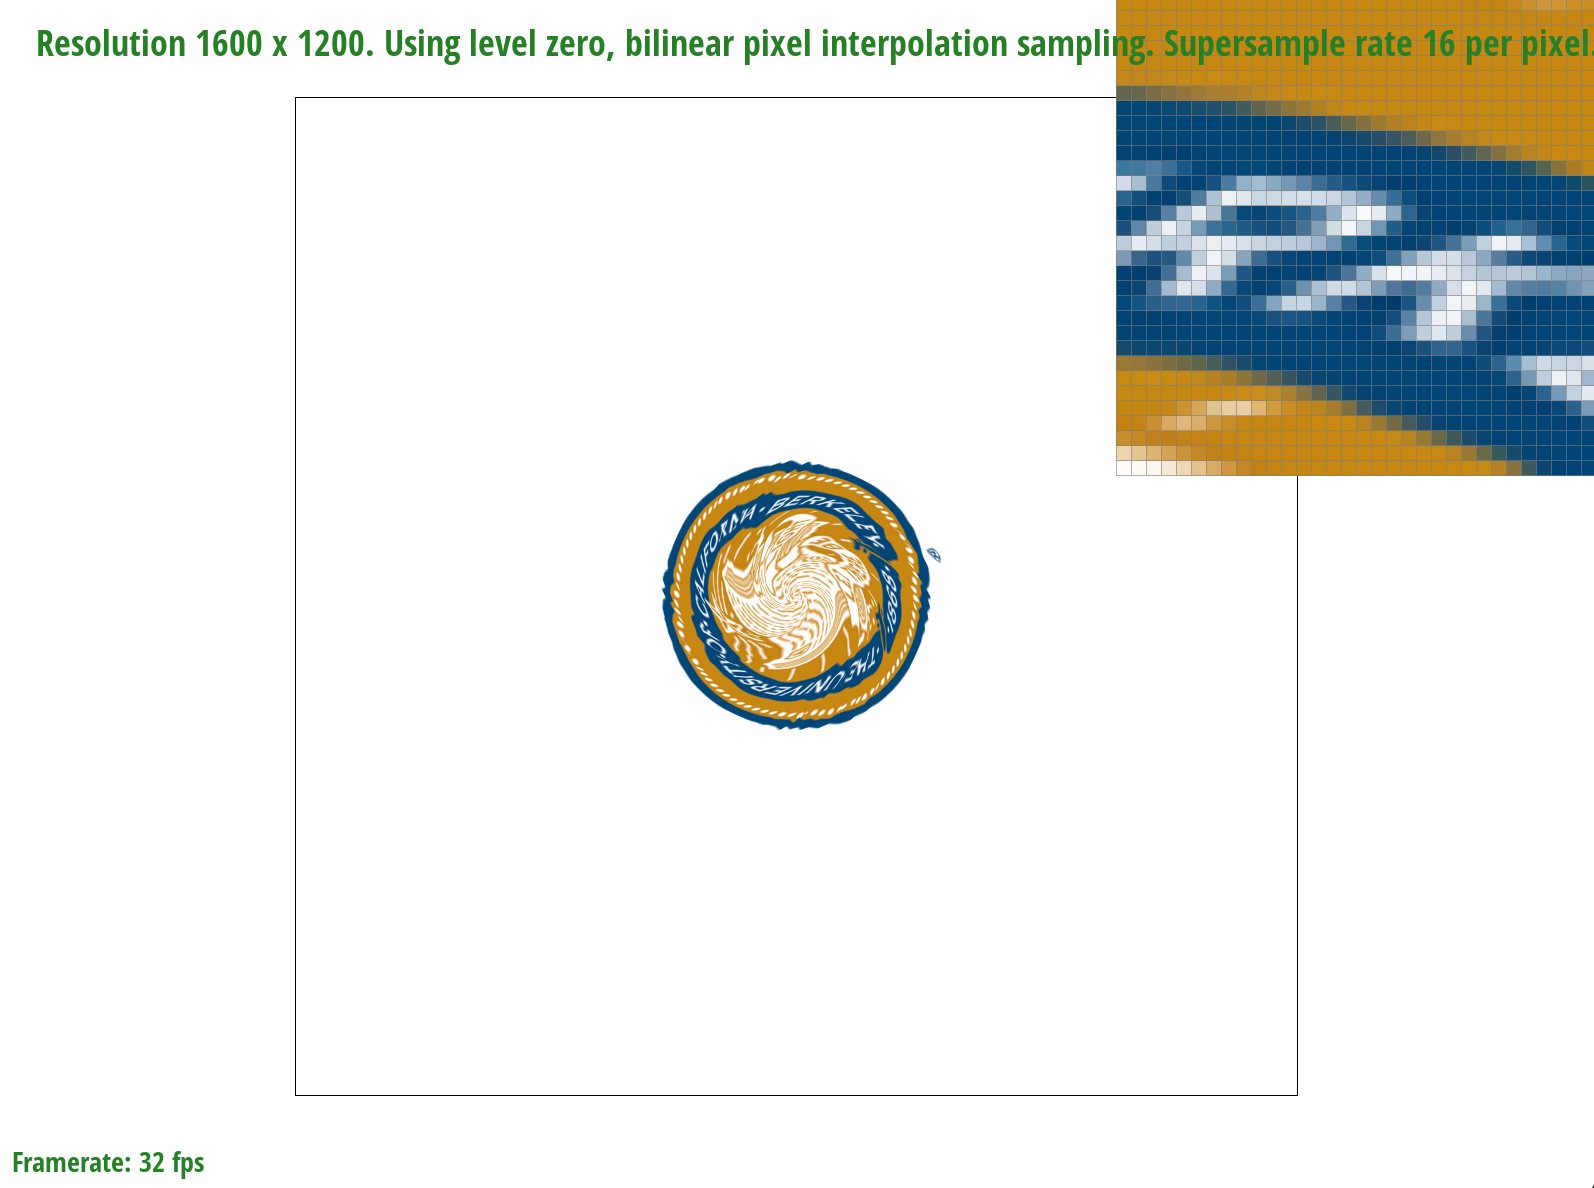 Resolution 1600 x 1200. Using level zero, bilinear pixel interpolation sampling. Supersample rate 16 per pixel.
CALIFORNIA · BERKELEY
®
· 1868 ·
THE UNIVERSITY OF
Framerate: 32 fps